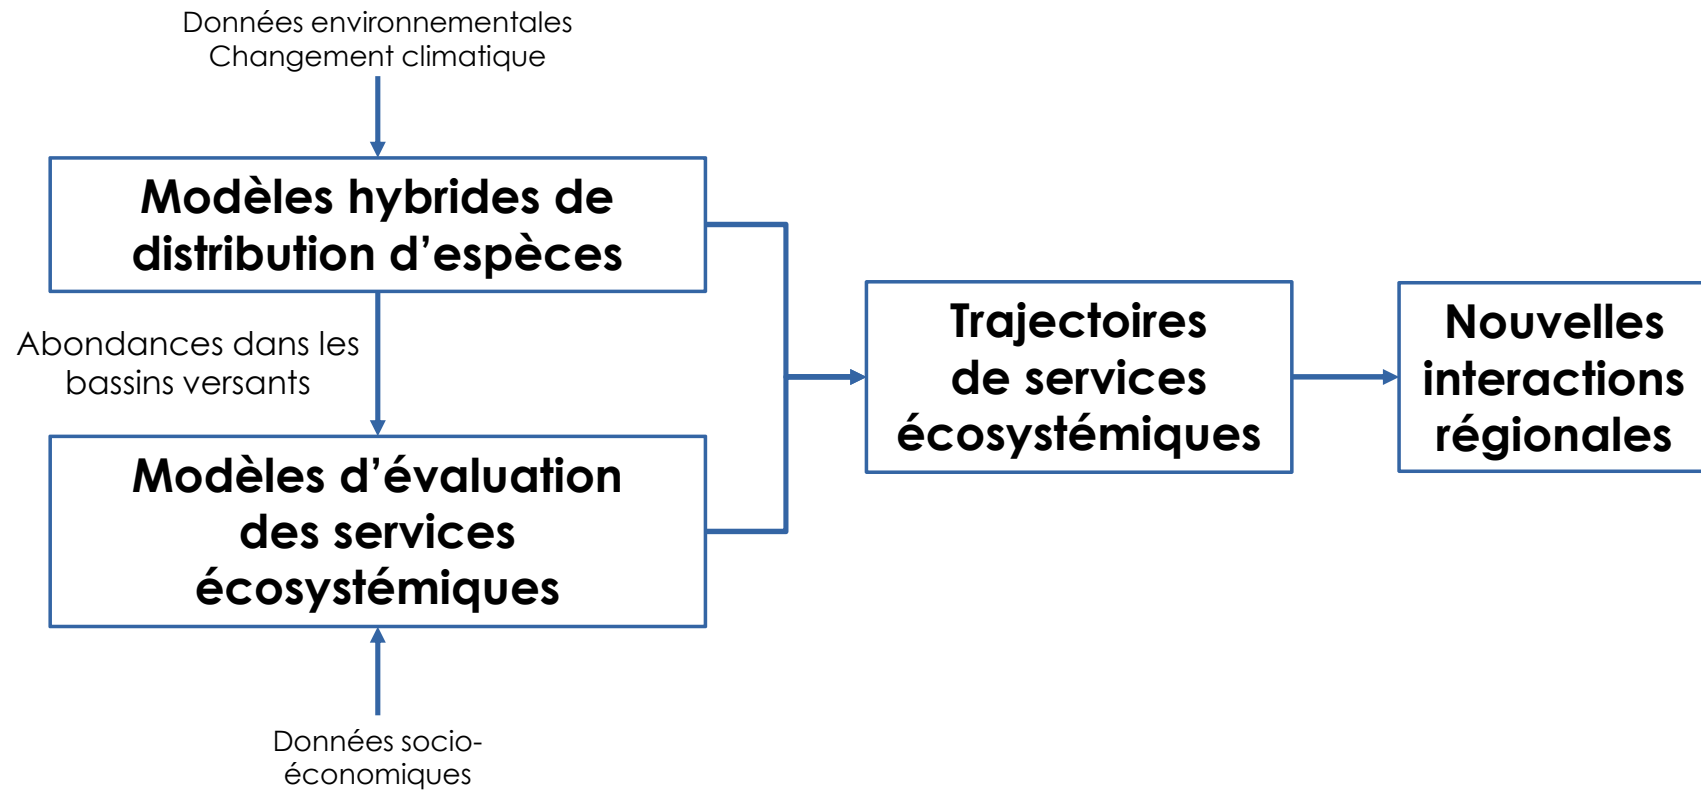 Données environnementales
Changement climatique
Modèles hybrides de
distribution d’espèces
Abondances dans les
bassins versants
Modèles d’évaluation
des services
écosystémiques
Données socio-
économiques
Trajectoires
de services
écosystémiques
Nouvelles
interactions
régionales